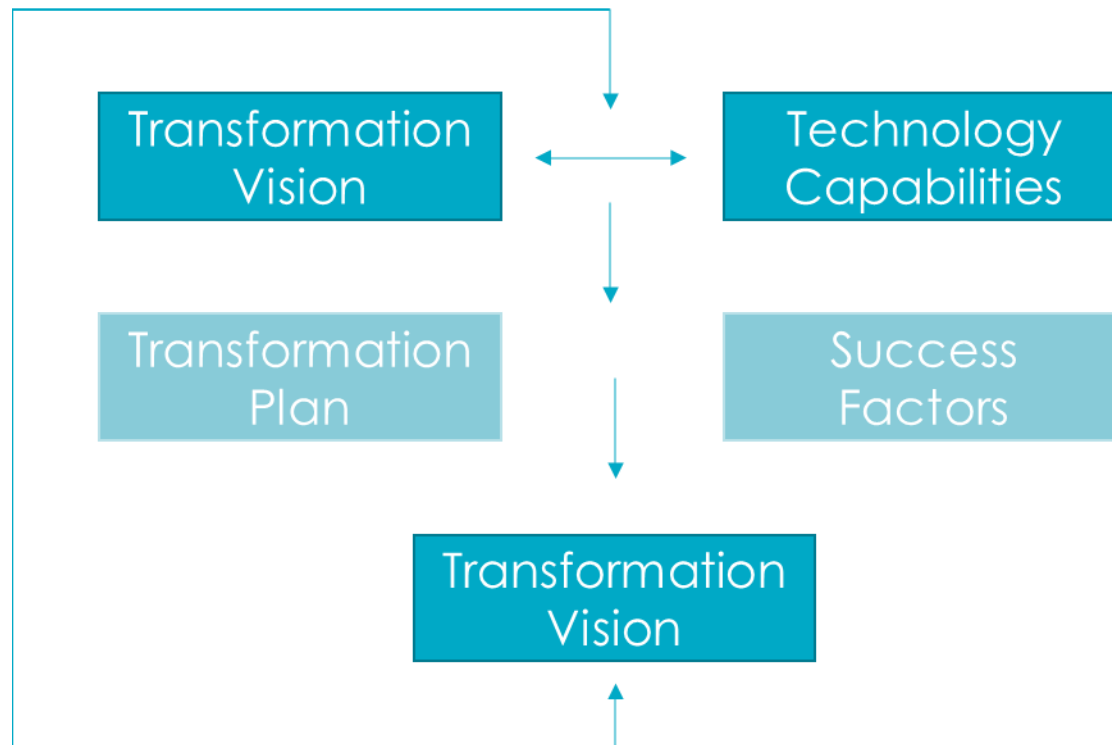 Transformation
Vision
Technology
Capabilities
Transformation
Plan
Success
Factors
Transformation
Vision